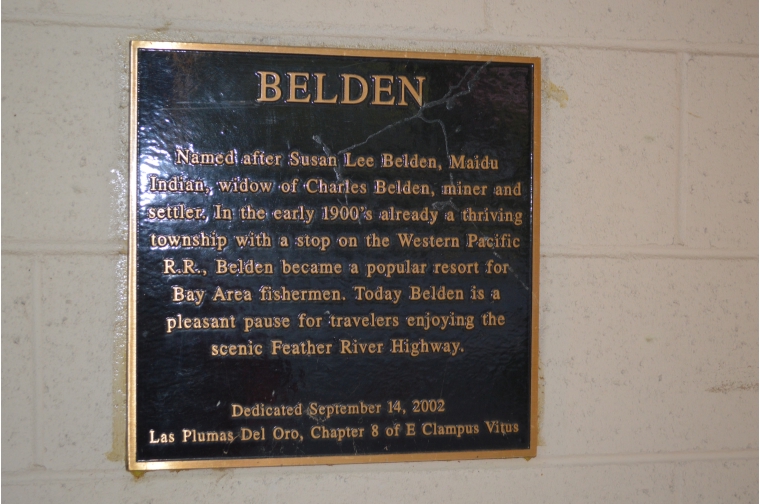 BELDEN
Named after Susan Lee Belden, Maidu
Indian, widow of Charles Belden, miner and
settler. In the early 1900's already a thriving
township with a stop on the Western Pacific
R.R., Belden became a popular resort for
Bay Area fishermen. Today Belden is a
pleasant pause for travelers enjoying the
scenic Feather River Highway.
Dedicated September 14, 2002
Las Plumas Del Oro, Chapter 8 of E Clampus Vitus